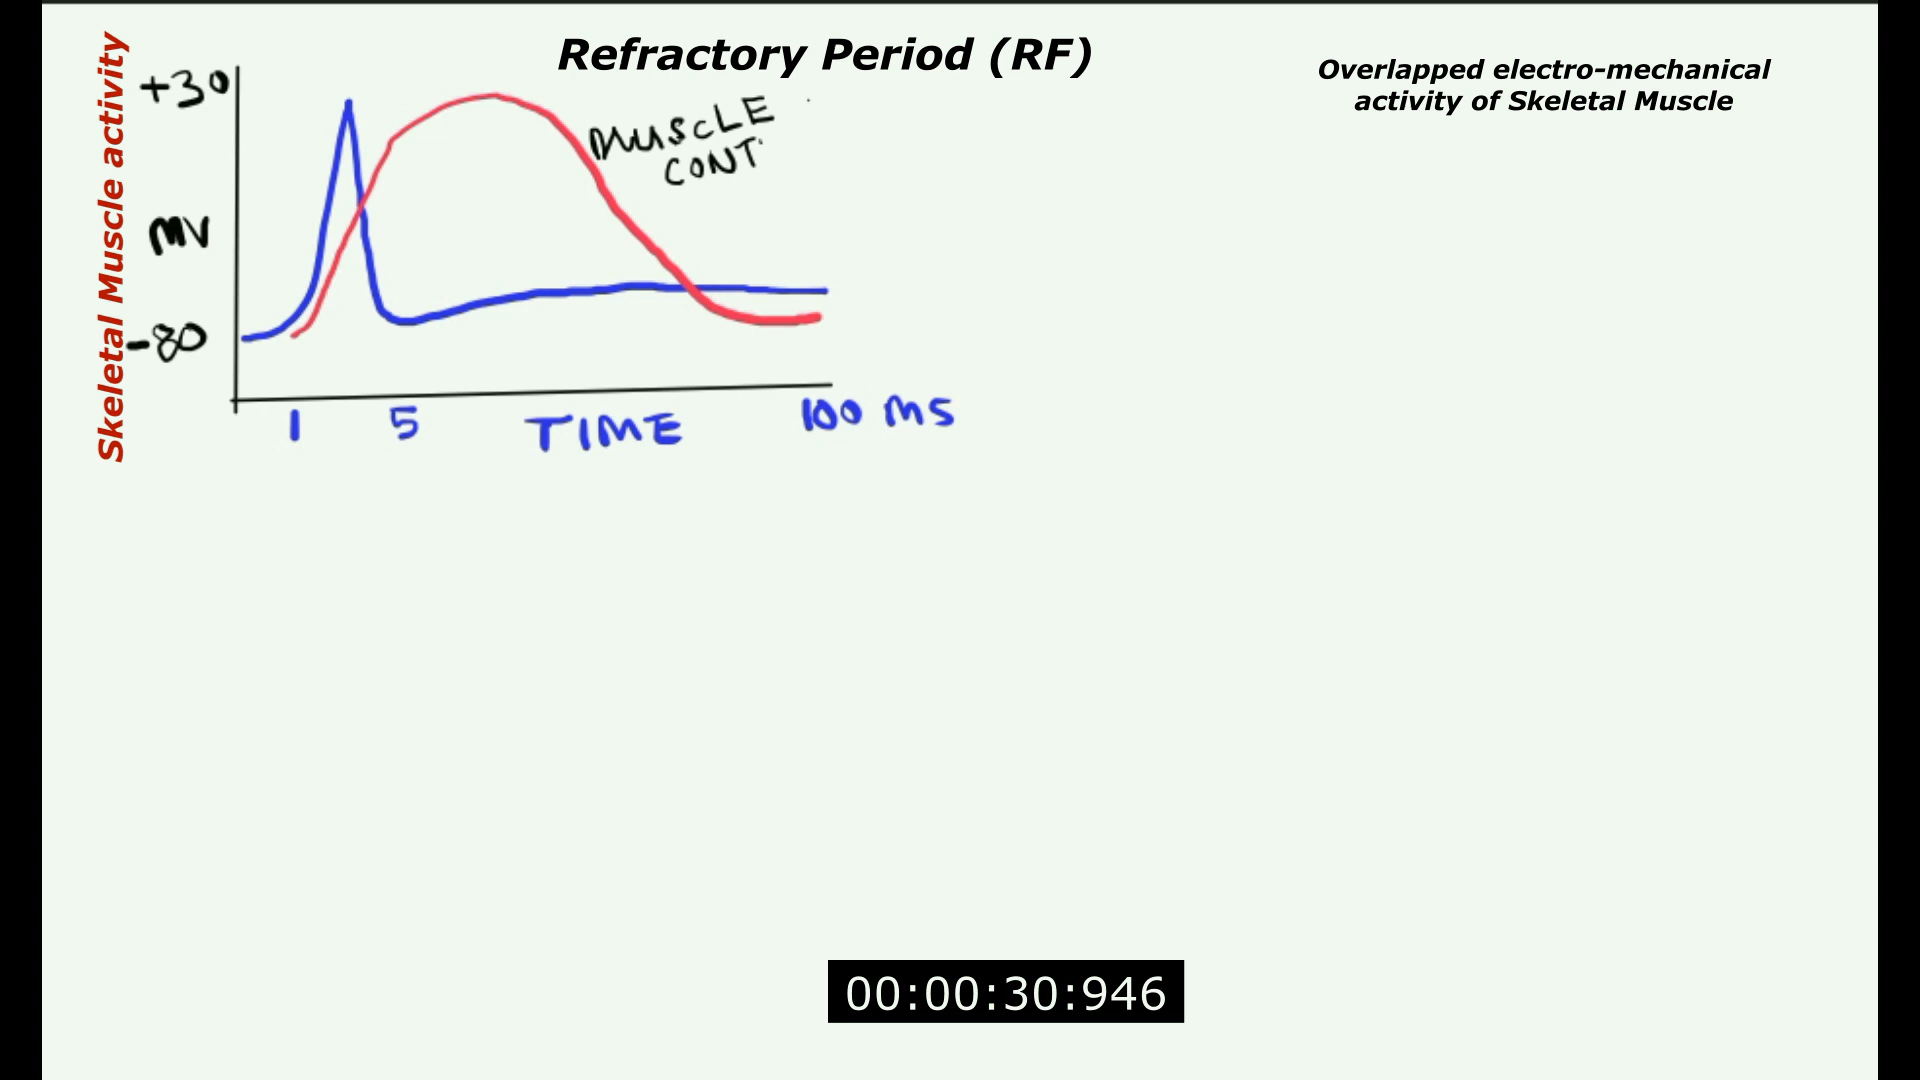 Refractory Period (RF)
Overlapped electro-mechanical
activity of Skeletal Muscle
Skeletal Muscle activity
+30
MUSCLE
CONT.
MV
-80
1 5 TIME 100 MS
00:00:30:946